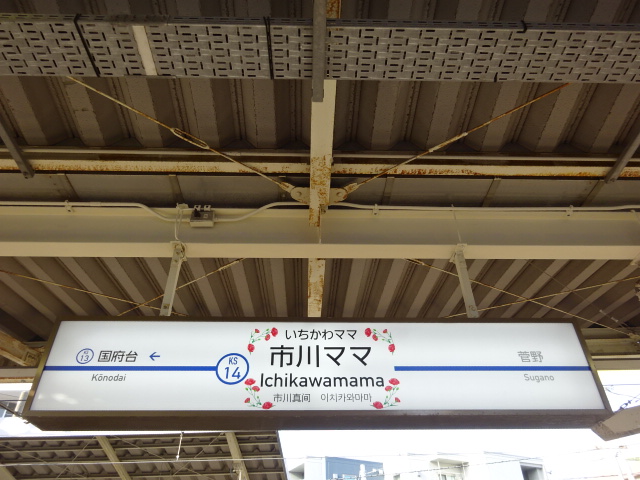 いちかわママ
KS
13
国府台 ←
Kōnodai
KS
14
市川ママ
Ichikawamama
市川真间 이치카와마마
菅野
Sugano